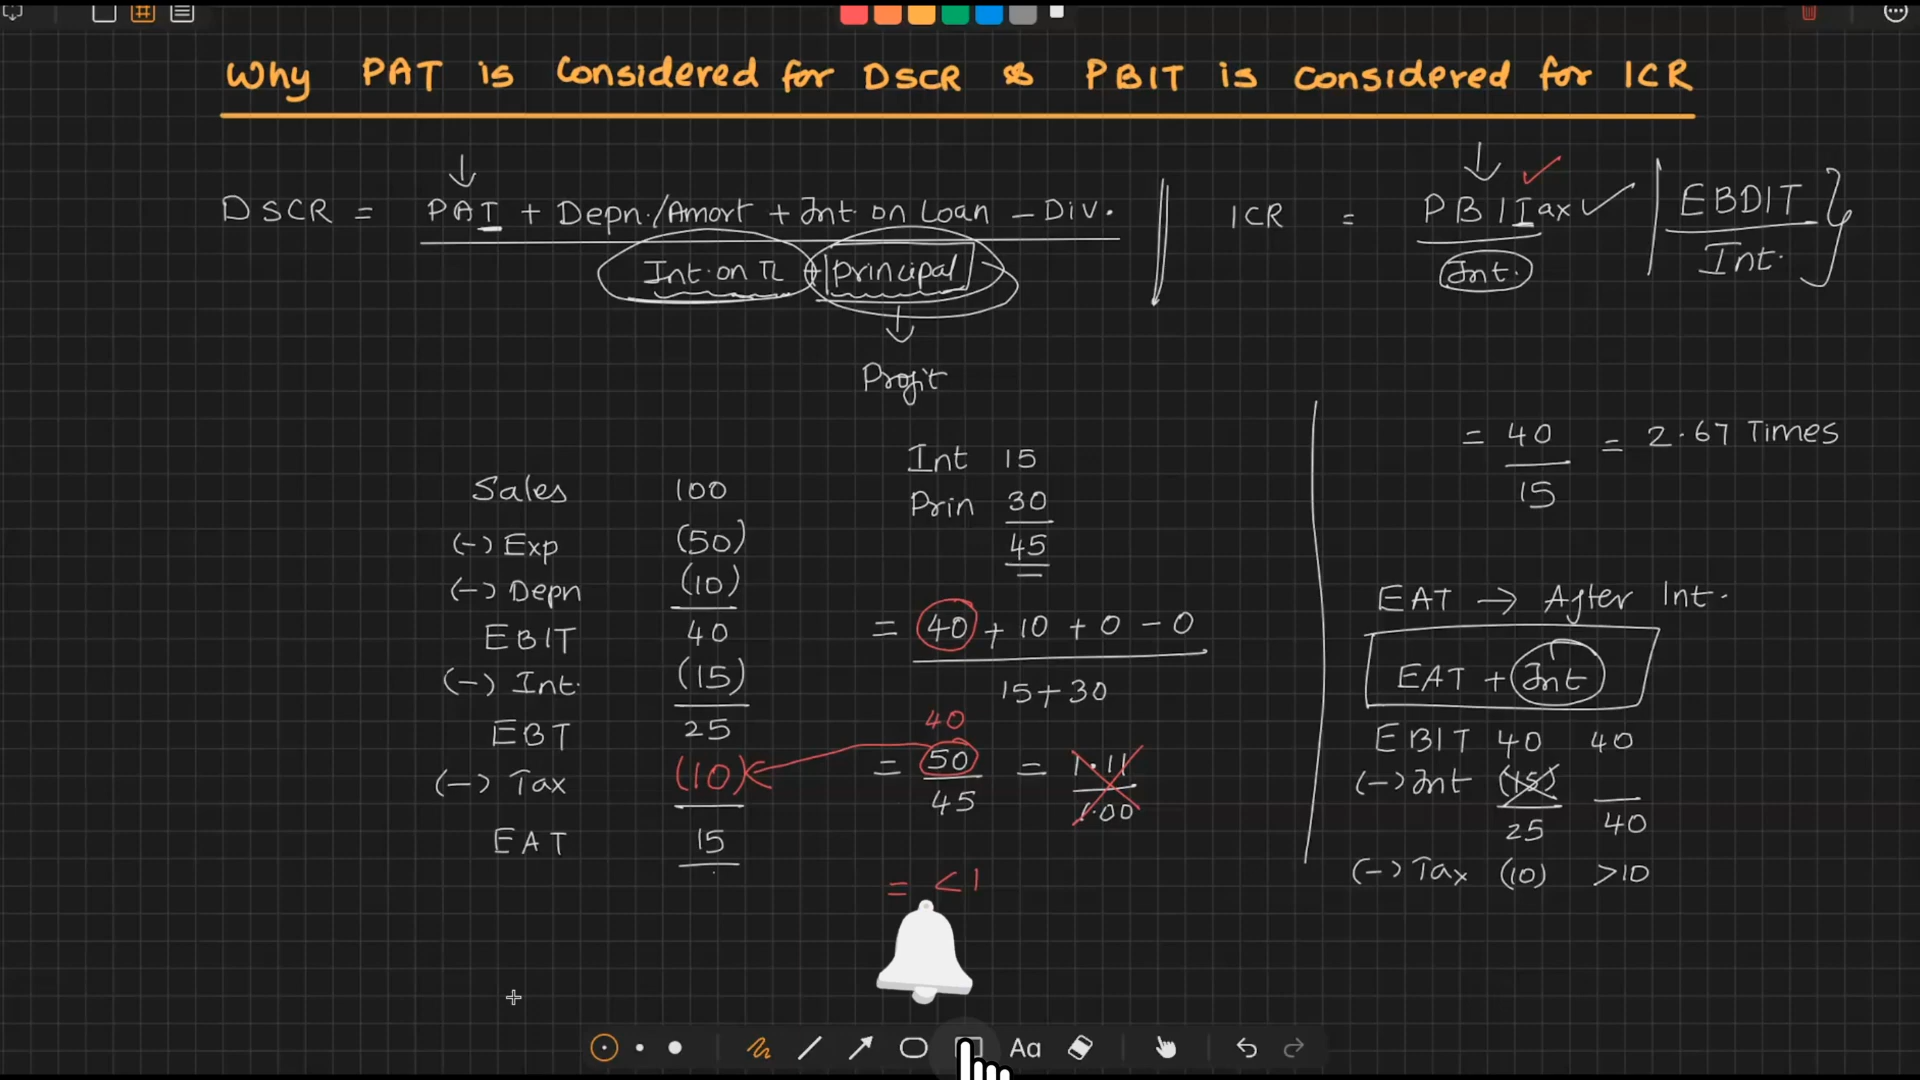 Why PAT is Considered for DSCR & PBIT is Considered for ICR
DSCR = PAT + Depn./Amort + Int. on Loan - Div.
Int. on TL + Principal
Profit
ICR = PBITax
Int.
EBDIT
Int.
Int 15
Prin 30
45
Sales 100
(-) Exp (50)
(-) Depn (10)
EBIT 40
(-) Int. (15)
EBT 25
(-) Tax (10)
EAT 15
= 40 + 10 + 0 - 0
15 + 30
40
= 50 = 1.11
45 1.00
= <1
= 40 = 2.67 Times
15
EAT → After Int.
EAT + Int
EBIT 40 40
(-) Int (15) —
25 40
(-) Tax (10) >10
Aa